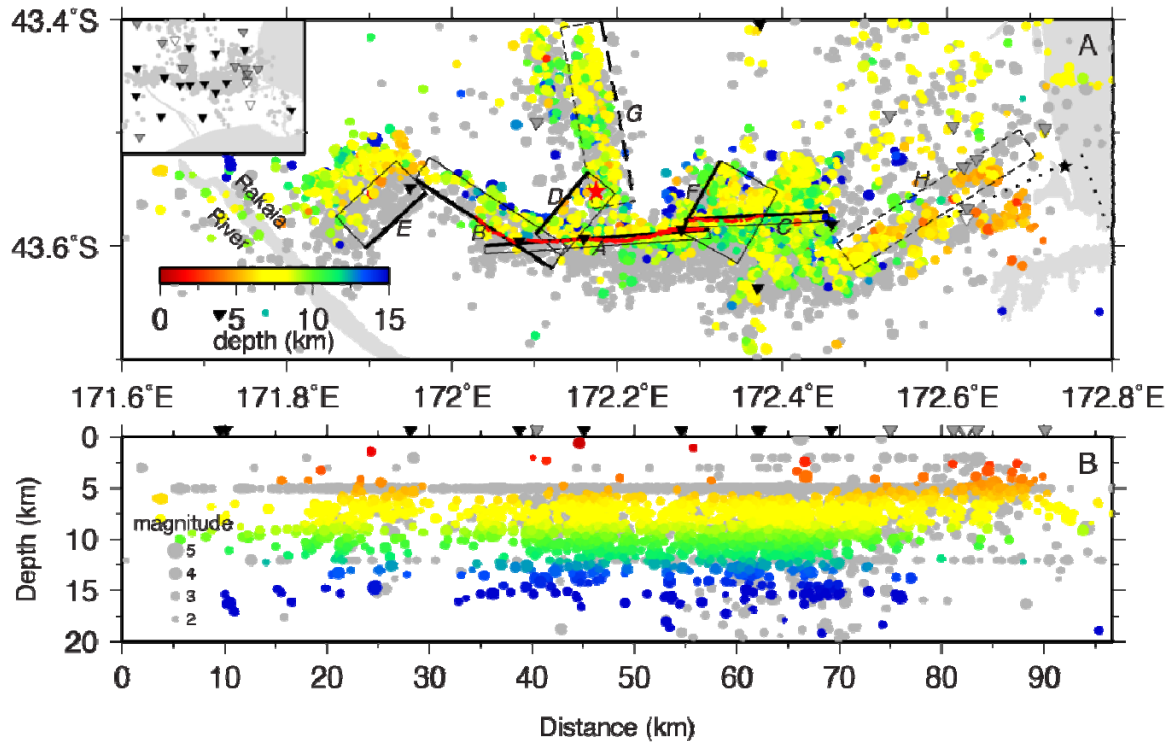 43.4°S
A
G
Rakaia
River
D
F
H
E
B
C
A
43.6°S
0 5 10 15
depth (km)
171.6°E 171.8°E 172°E 172.2°E 172.4°E 172.6°E 172.8°E
0
B
5
magnitude
5
10
4
3
15
2
20
Depth (km)
0 10 20 30 40 50 60 70 80 90
Distance (km)